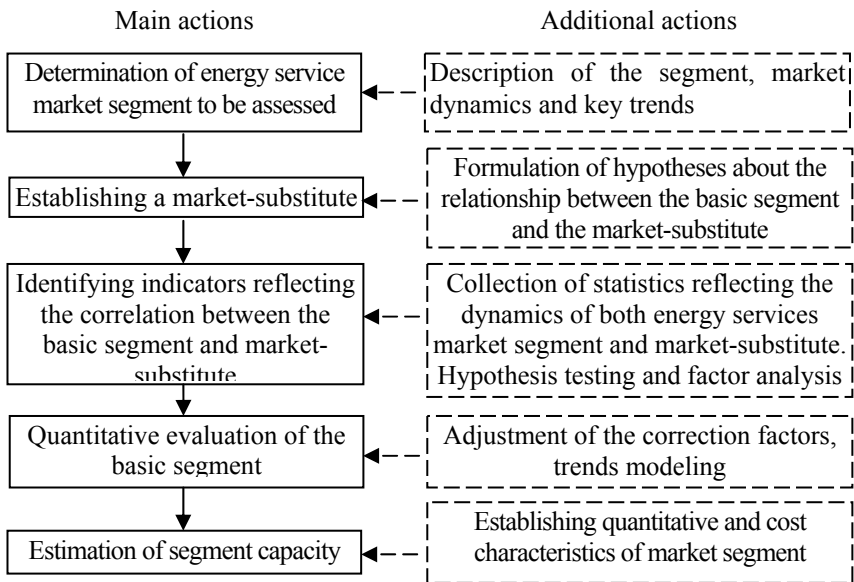 Main actions
Additional actions
Determination of energy service
market segment to be assessed
Description of the segment, market
dynamics and key trends
Establishing a market-substitute
Formulation of hypotheses about the
relationship between the basic segment
and the market-substitute
Identifying indicators reflecting
the correlation between the
basic segment and market-
substitute
Collection of statistics reflecting the
dynamics of both energy services
market segment and market-substitute.
Hypothesis testing and factor analysis
Quantitative evaluation of the
basic segment
Adjustment of the correction factors,
trends modeling
Estimation of segment capacity
Establishing quantitative and cost
characteristics of market segment